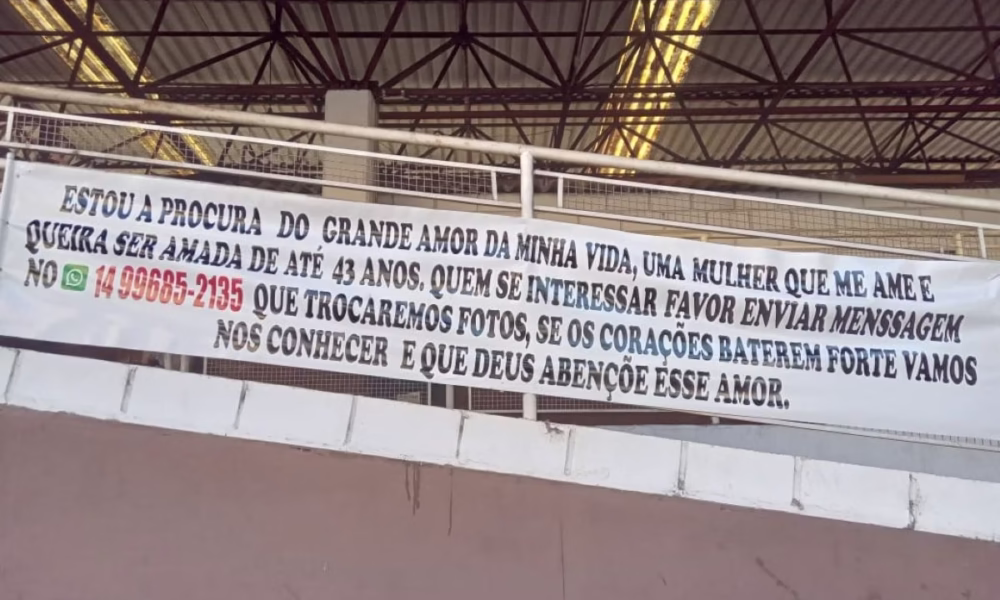 ESTOU A PROCURA DO GRANDE AMOR DA MINHA VIDA, UMA MULHER QUE ME AME E
QUEIRA SER AMADA DE ATÉ 43 ANOS. QUEM SE INTERESSAR FAVOR ENVIAR MENSSAGEM
NO 14 99685-2135 QUE TROCAREMOS FOTOS, SE OS CORAÇÕES BATEREM FORTE VAMOS
NOS CONHECER E QUE DEUS ABENÇÕE ESSE AMOR.